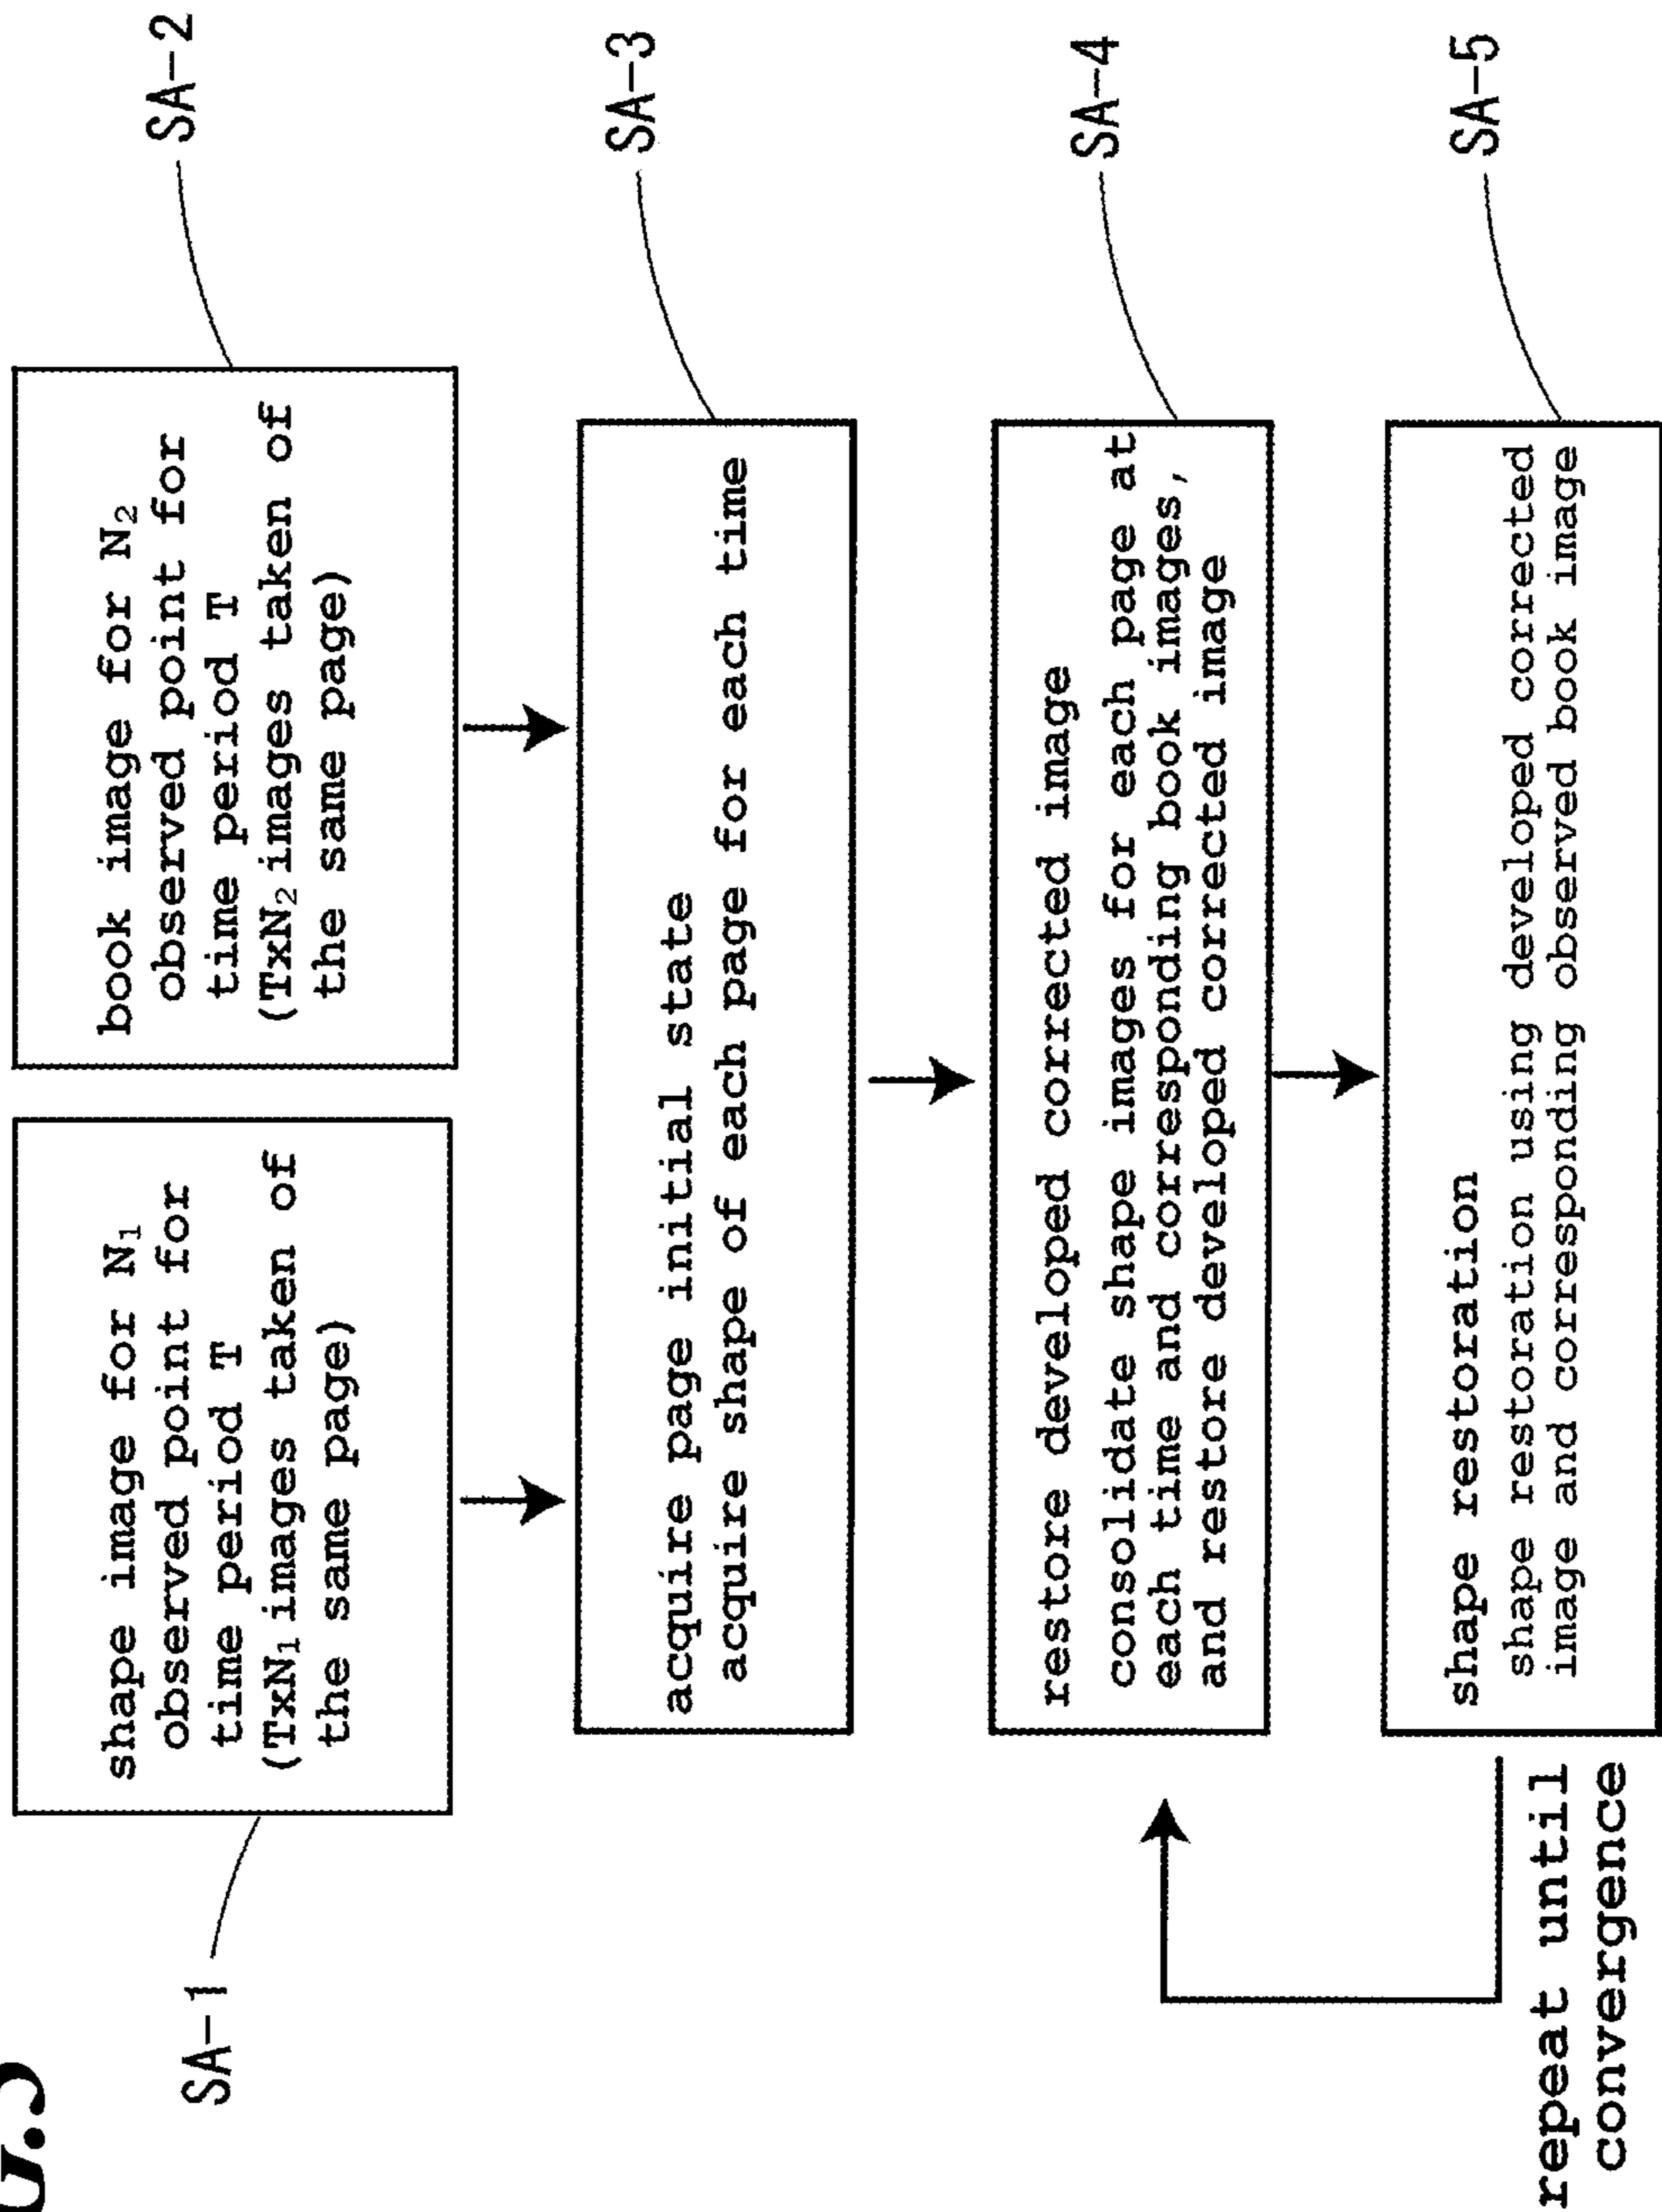 SA-1
shape image for N₁
observed point for
time period T
(TxN₁ images taken of
the same page)
SA-2
book image for N₂
observed point for
time period T
(TxN₂ images taken of
the same page)
SA-3
acquire page initial state
acquire shape of each page for each time
SA-4
restore developed corrected image
consolidate shape images for each page at
each time and corresponding book images,
and restore developed corrected image
SA-5
shape restoration
shape restoration using developed corrected
image and corresponding observed book image
repeat until
convergence